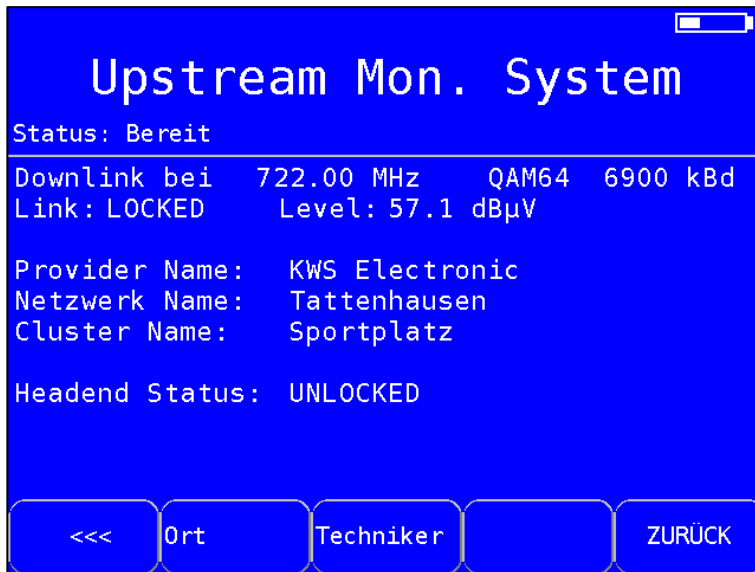 Upstream Mon. System
Status: Bereit
Downlink bei 722.00 MHz QAM64 6900 kBd
Link: LOCKED Level: 57.1 dBµV
Provider Name: KWS Electronic
Netzwerk Name: Tattenhausen
Cluster Name: Sportplatz
Headend Status: UNLOCKED
<<< Ort Techniker ZURÜCK